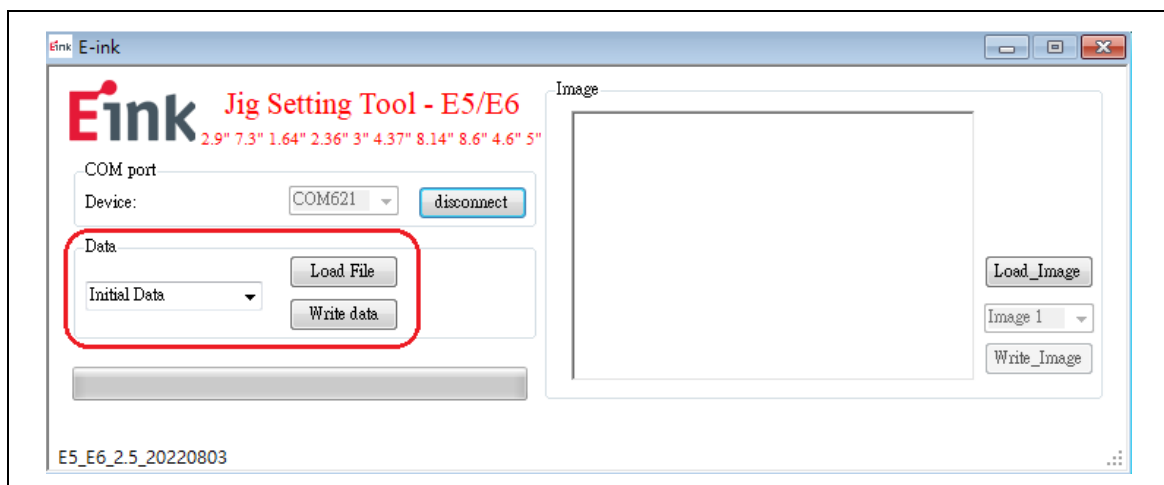 Eink E-ink
Eink
Jig Setting Tool - E5/E6
2.9" 7.3" 1.64" 2.36" 3" 4.37" 8.14" 8.6" 4.6" 5"
COM port
Device:
COM621
disconnect
Data
Initial Data
Load File
Write data
Image
Load_Image
Image 1
Write_Image
E5_E6_2.5_20220803